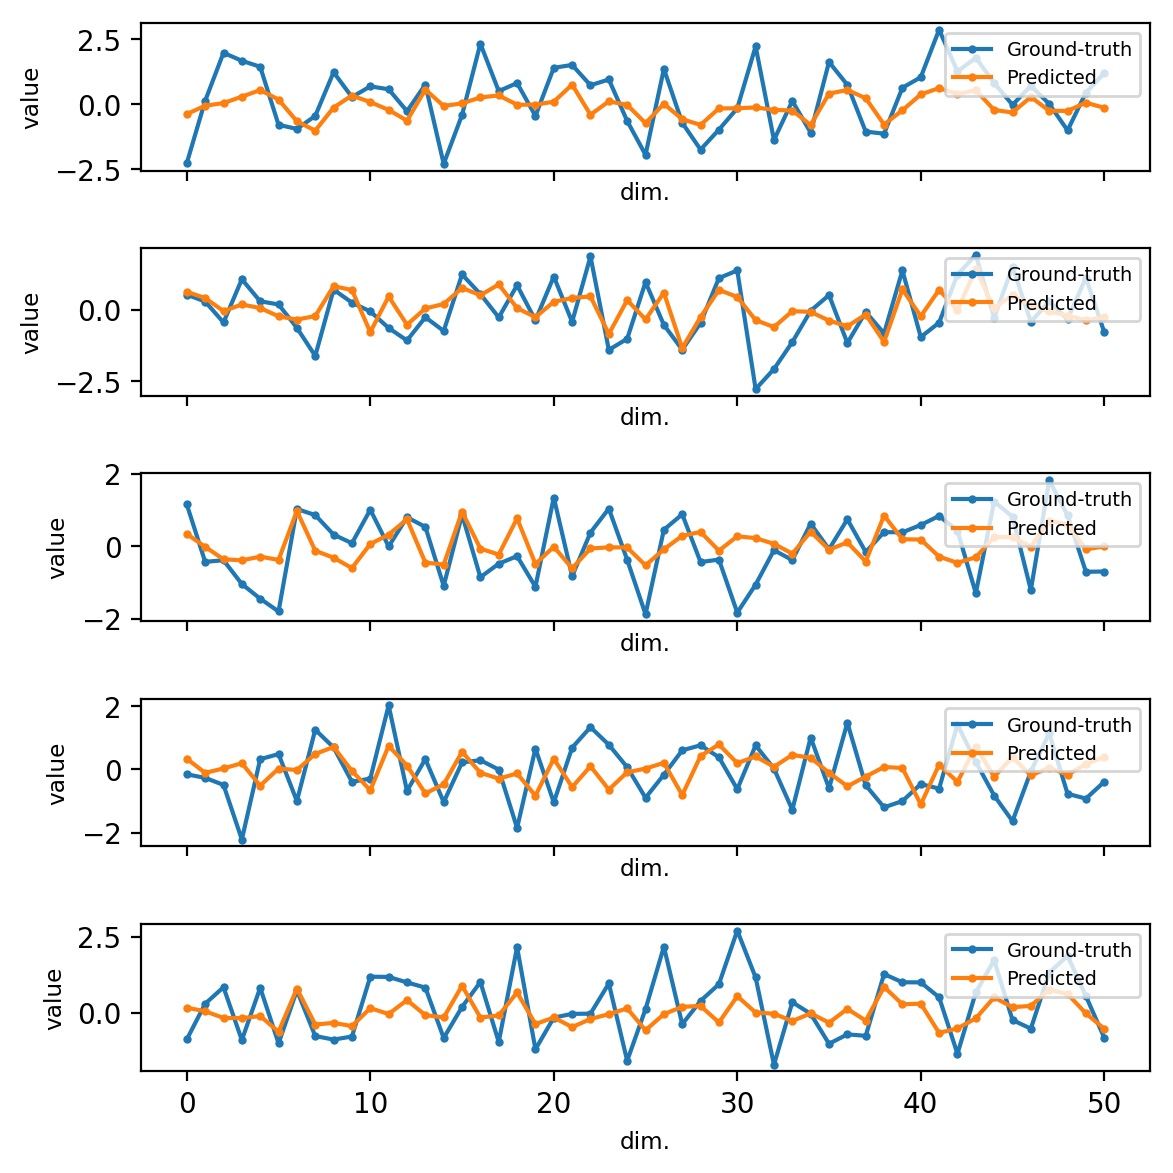 2.5
0.0
−2.5
value
dim.
Ground-truth
Predicted
0.0
−2.5
value
dim.
Ground-truth
Predicted
2
0
−2
value
dim.
Ground-truth
Predicted
2
0
−2
value
dim.
Ground-truth
Predicted
2.5
0.0
value
Ground-truth
Predicted
0 10 20 30 40 50
dim.